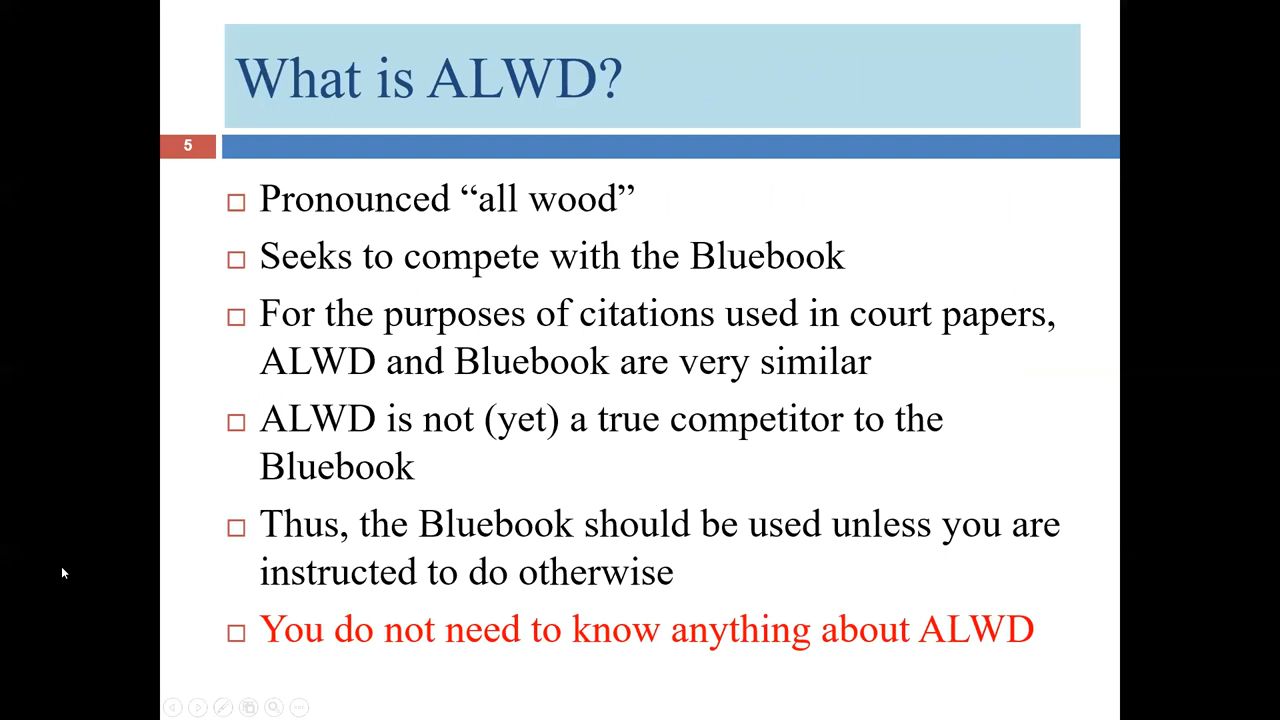 What is ALWD?
5
Pronounced “all wood”
Seeks to compete with the Bluebook
For the purposes of citations used in court papers,
ALWD and Bluebook are very similar
ALWD is not (yet) a true competitor to the
Bluebook
Thus, the Bluebook should be used unless you are
instructed to do otherwise
You do not need to know anything about ALWD